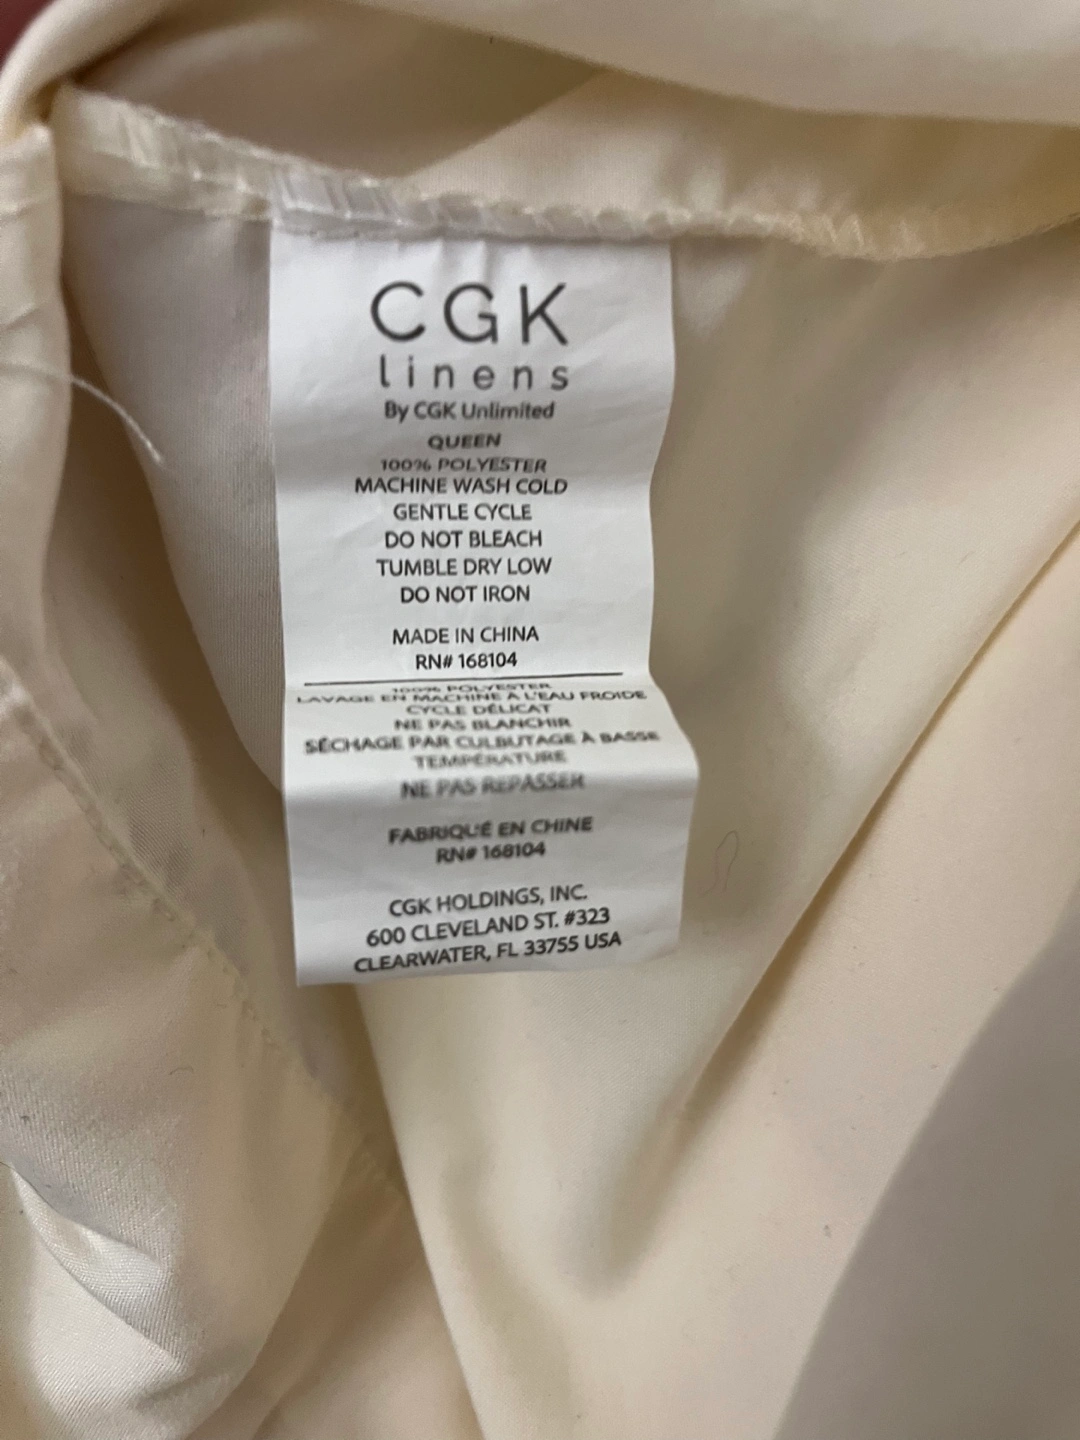 CGK
linens
By CGK Unlimited
QUEEN
100% POLYESTER
MACHINE WASH COLD
GENTLE CYCLE
DO NOT BLEACH
TUMBLE DRY LOW
DO NOT IRON
MADE IN CHINA
RN# 168104
100% POLYESTER
LAVAGE EN MACHINE À L'EAU FROIDE
CYCLE DÉLICAT
NE PAS BLANCHIR
SÉCHAGE PAR CULBUTAGE À BASSE
TEMPÉRATURE
NE PAS REPASSER
FABRIQUÉ EN CHINE
RN# 168104
CGK HOLDINGS, INC.
600 CLEVELAND ST. #323
CLEARWATER, FL 33755 USA